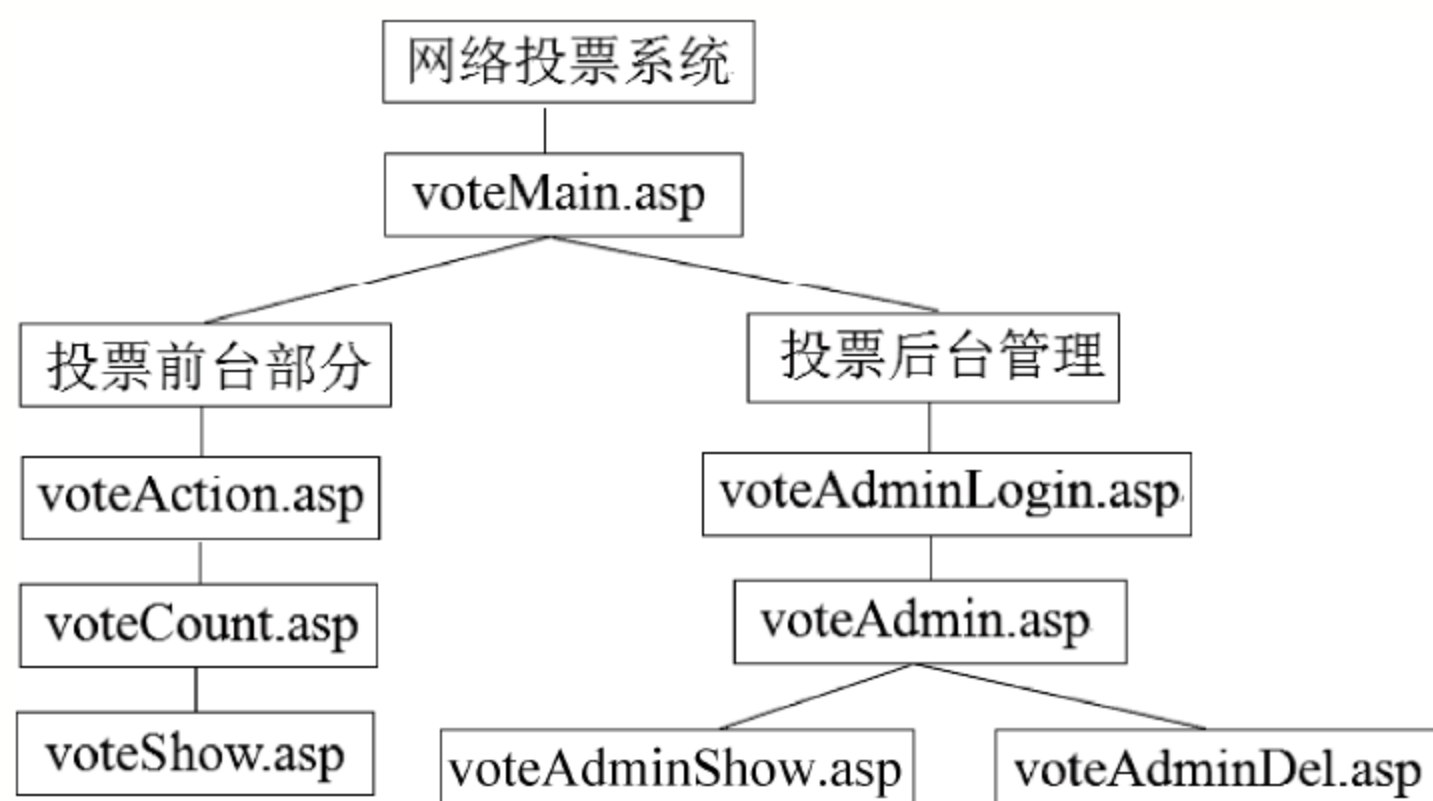 网络投票系统
voteMain.asp
投票前台部分
投票后台管理
voteAction.asp
voteAdminLogin.asp
voteCount.asp
voteAdmin.asp
voteShow.asp
voteAdminShow.asp
voteAdminDel.asp